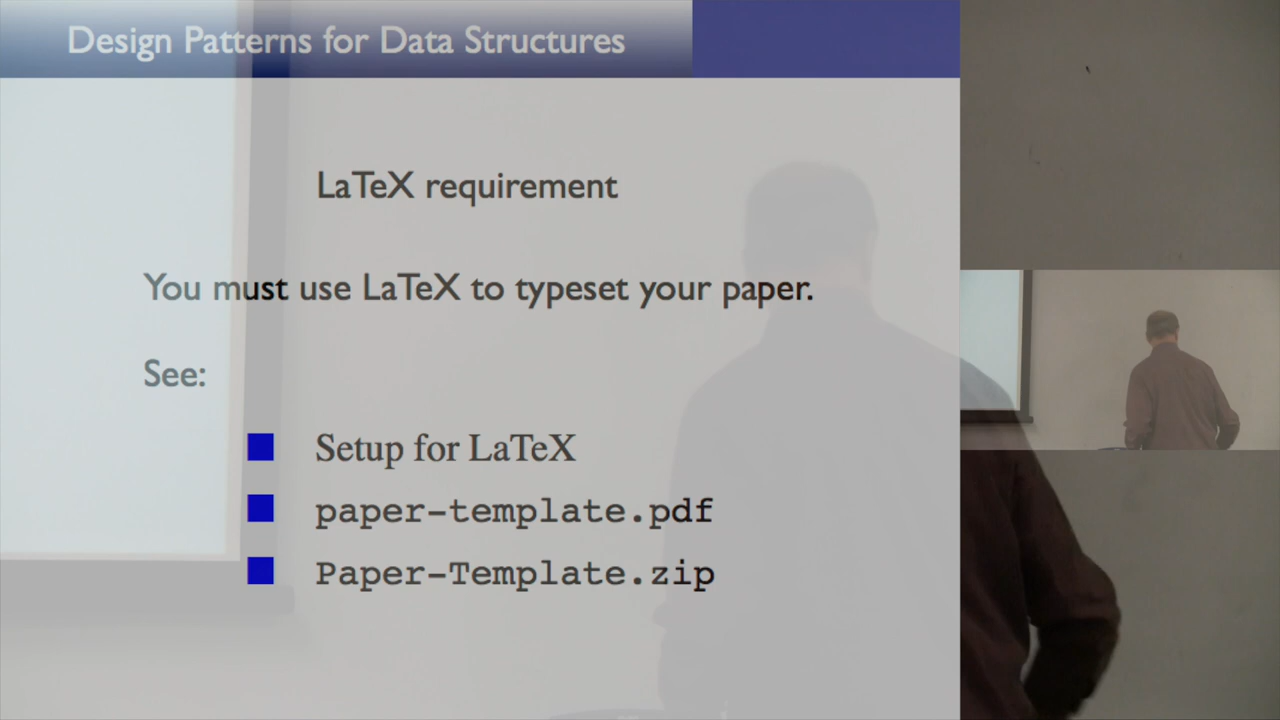 Design Patterns for Data Structures
LaTeX requirement
You must use LaTeX to typeset your paper.
See:
Setup for LaTeX
paper-template.pdf
Paper-Template.zip